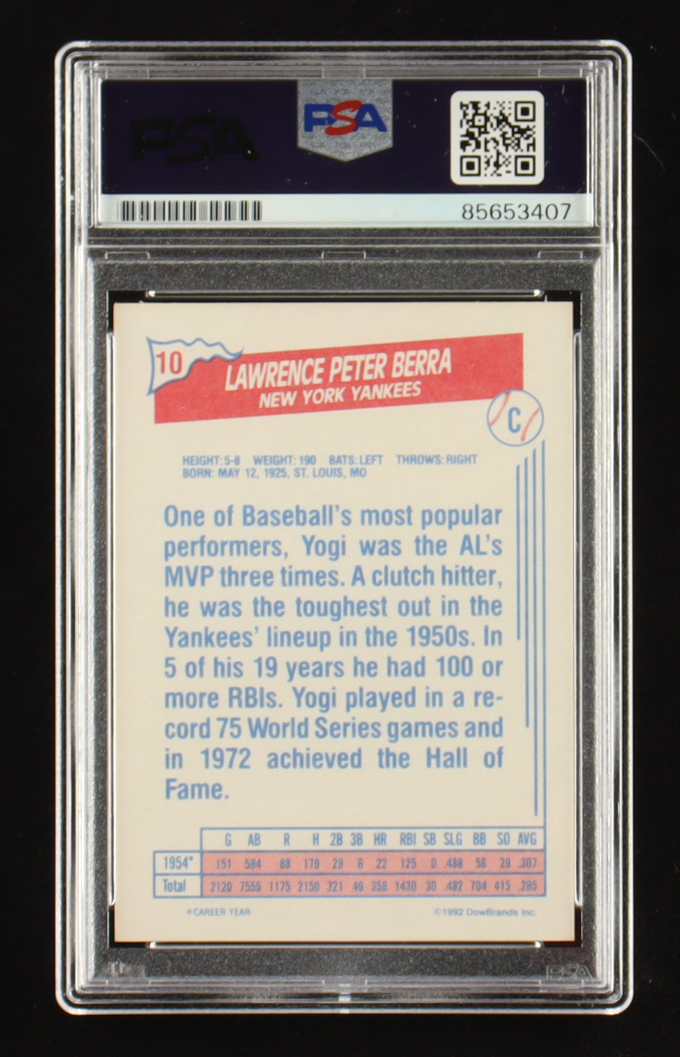 PSA
PSA
85653407
10
LAWRENCE PETER BERRA
NEW YORK YANKEES
C
HEIGHT: 5-8 WEIGHT: 190 BATS: LEFT THROWS: RIGHT
BORN: MAY 12, 1925, ST. LOUIS, MO
One of Baseball's most popular
performers, Yogi was the AL's
MVP three times. A clutch hitter,
he was the toughest out in the
Yankees' lineup in the 1950s. In
5 of his 19 years he had 100 or
more RBIs. Yogi played in a re-
cord 75 World Series games and
in 1972 achieved the Hall of
Fame.
G AB R H 2B 3B HR RBI SB SLG BB SO AVG
1954* 151 584 88 179 28 6 22 125 0 .488 56 29 .307
Total 2120 7555 1175 2150 321 49 358 1430 30 .482 704 415 .285
*CAREER YEAR
©1992 DowBrands Inc.
PSA